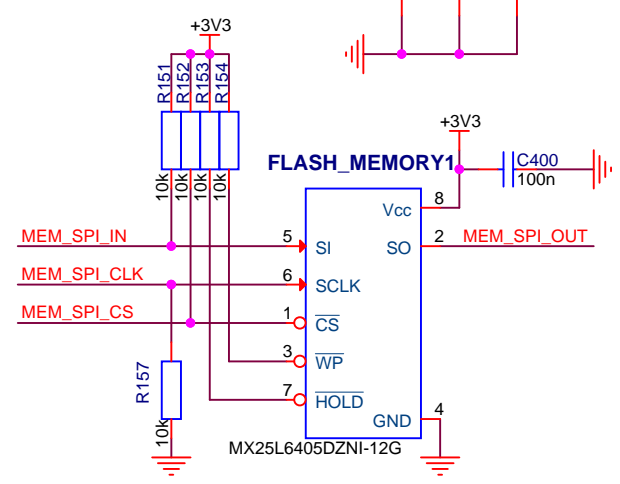 +3V3
R151
R152
R153
R154
10k
10k
10k
10k
+3V3
C400
100n
FLASH_MEMORY1
MEM_SPI_IN
5
SI
Vcc
8
SO
2
MEM_SPI_OUT
MEM_SPI_CLK
6
SCLK
MEM_SPI_CS
1
CS
3
WP
7
HOLD
GND
4
R157
10k
MX25L6405DZNI-12G